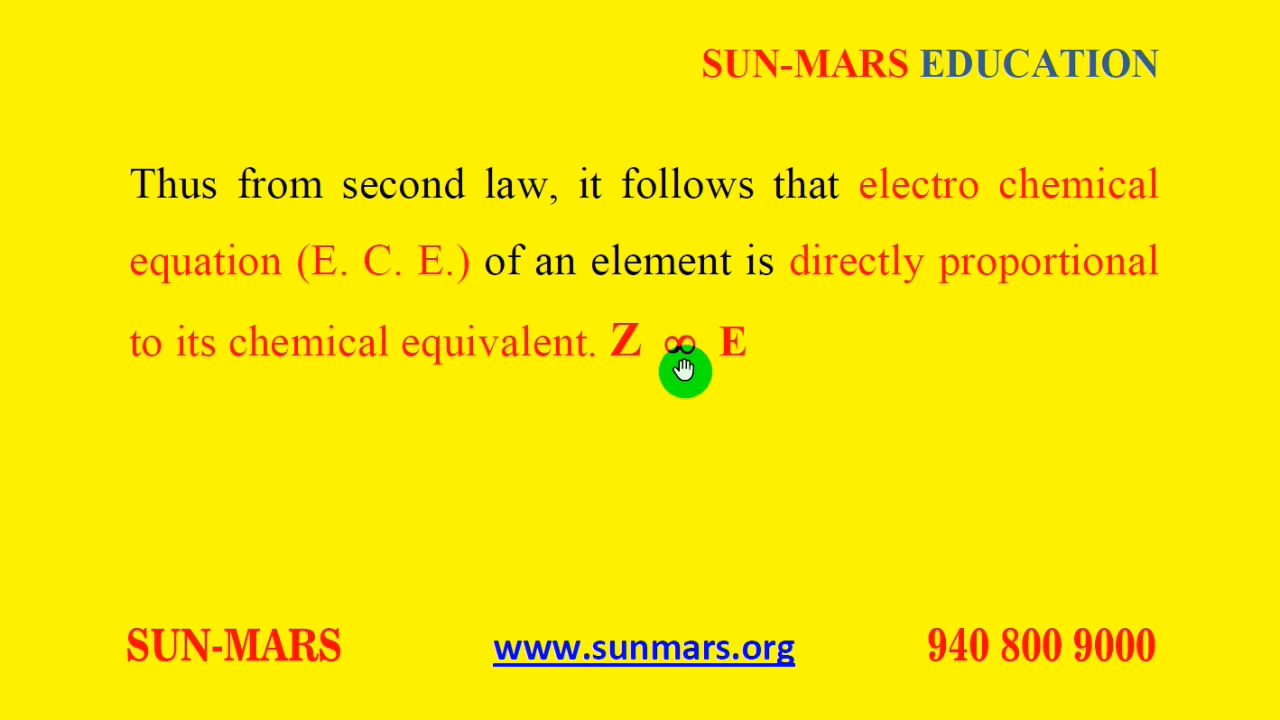 SUN-MARS EDUCATION
Thus from second law, it follows that electro chemical
equation (E. C. E.) of an element is directly proportional
to its chemical equivalent. Z ∞ E
SUN-MARS www.sunmars.org 940 800 9000